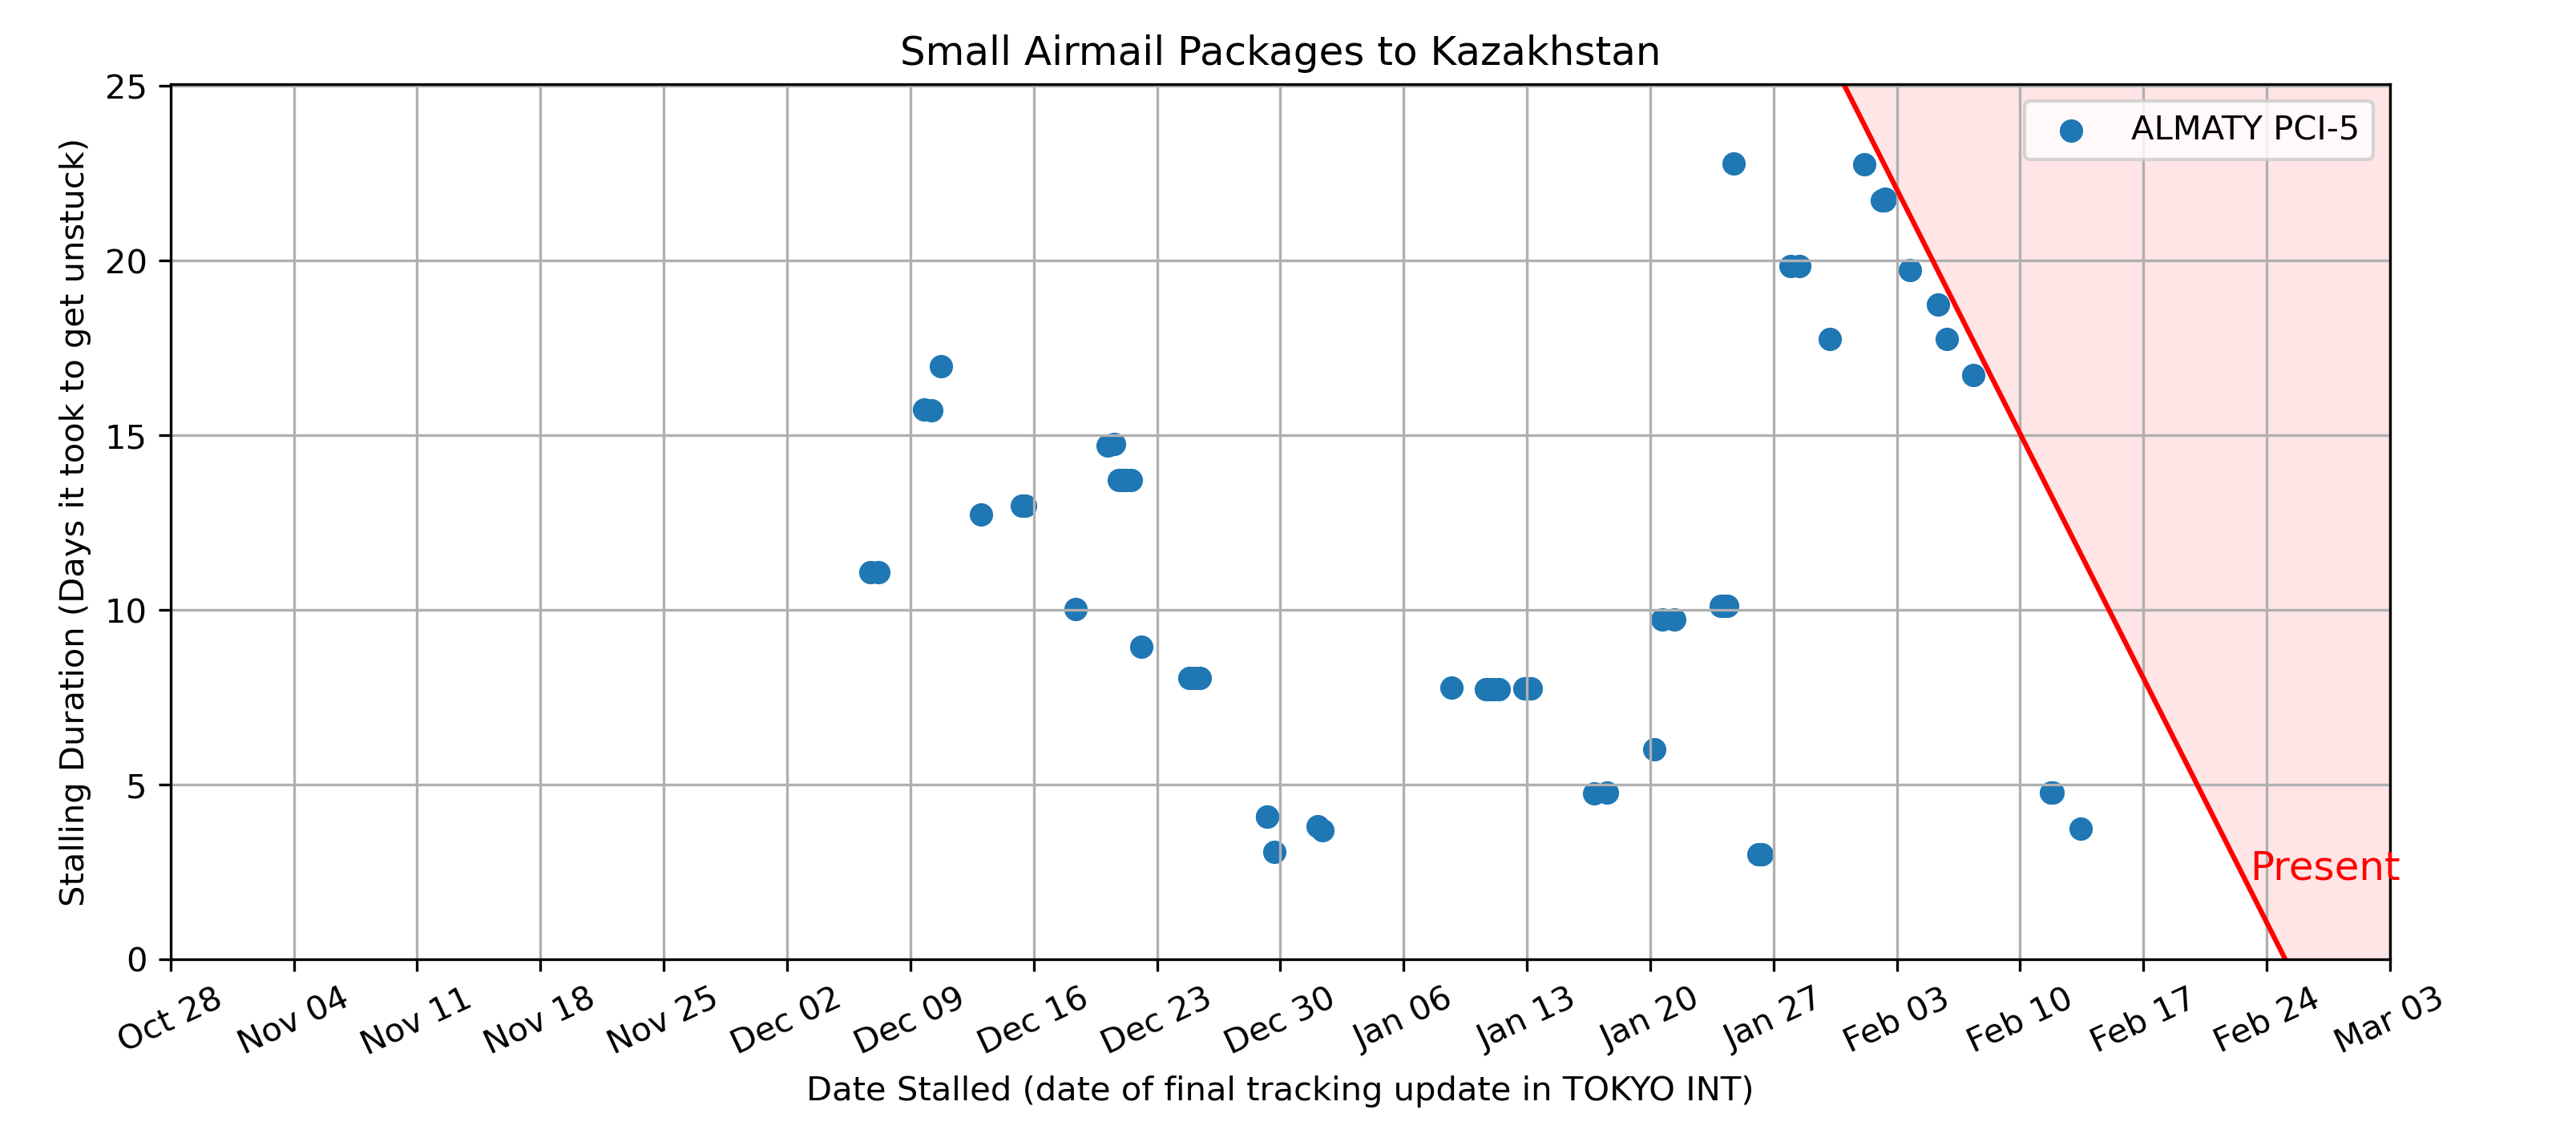 Small Airmail Packages to Kazakhstan
25
20
15
10
5
0
Stalling Duration (Days it took to get unstuck)
ALMATY PCI-5
Present
Oct 28
Nov 04
Nov 11
Nov 18
Nov 25
Dec 02
Dec 09
Dec 16
Dec 23
Dec 30
Jan 06
Jan 13
Jan 20
Jan 27
Feb 03
Feb 10
Feb 17
Feb 24
Mar 03
Date Stalled (date of final tracking update in TOKYO INT)